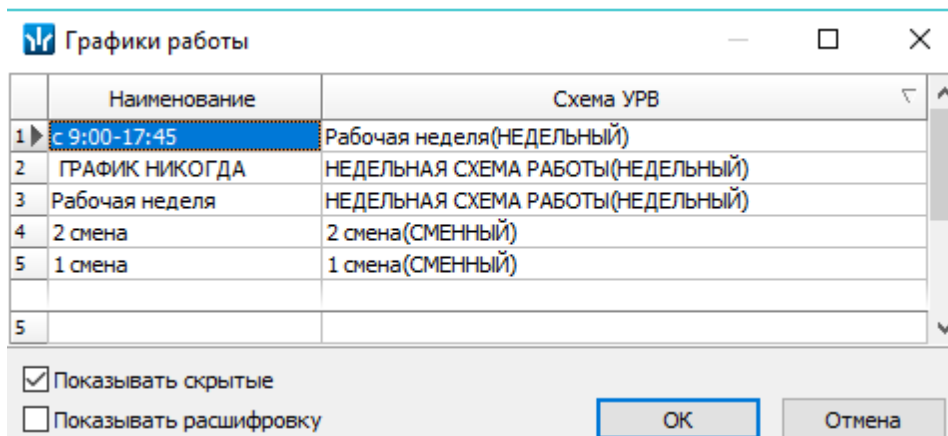 Графики работы
Наименование Схема УРВ
1 с 9:00-17:45 Рабочая неделя(НЕДЕЛЬНЫЙ)
2 ГРАФИК НИКОГДА НЕДЕЛЬНАЯ СХЕМА РАБОТЫ(НЕДЕЛЬНЫЙ)
3 Рабочая неделя НЕДЕЛЬНАЯ СХЕМА РАБОТЫ(НЕДЕЛЬНЫЙ)
4 2 смена 2 смена(СМЕННЫЙ)
5 1 смена 1 смена(СМЕННЫЙ)
5
Показывать скрытые
Показывать расшифровку ОК Отмена